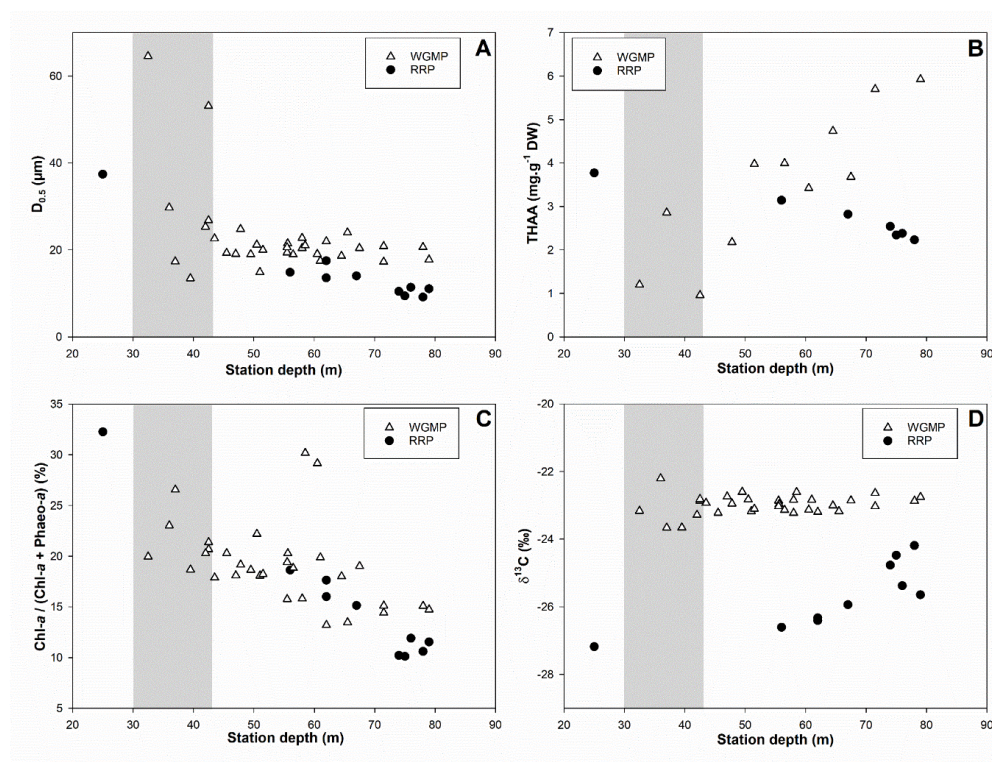 A
WGMP
RRP
60
40
20
0
D0.5 (μm)
20 30 40 50 60 70 80 90
Station depth (m)
B
WGMP
RRP
7
6
5
4
3
2
1
0
THAA (mg.g-1 DW)
20 30 40 50 60 70 80 90
Station depth (m)
C
WGMP
RRP
35
30
25
20
15
10
5
Chl-a / (Chl-a + Phaeo-a) (%)
20 30 40 50 60 70 80 90
Station depth (m)
D
WGMP
RRP
-20
-22
-24
-26
-28
δ13C (‰)
20 30 40 50 60 70 80 90
Station depth (m)